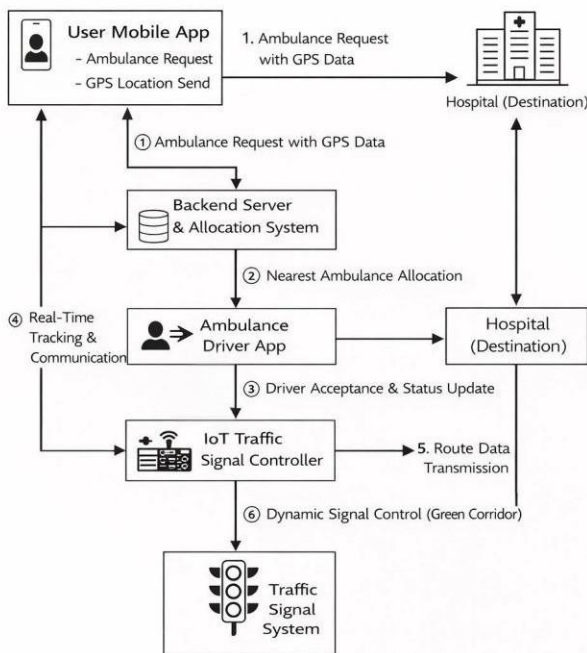 User Mobile App
- Ambulance Request
- GPS Location Send
1. Ambulance Request
with GPS Data
Hospital (Destination)
① Ambulance Request with GPS Data
Backend Server
& Allocation System
② Nearest Ambulance Allocation
④ Real-Time
Tracking &
Communication
Ambulance
Driver App
Hospital
(Destination)
③ Driver Acceptance & Status Update
IoT Traffic
Signal Controller
5. Route Data
Transmission
⑥ Dynamic Signal Control (Green Corridor)
Traffic
Signal
System